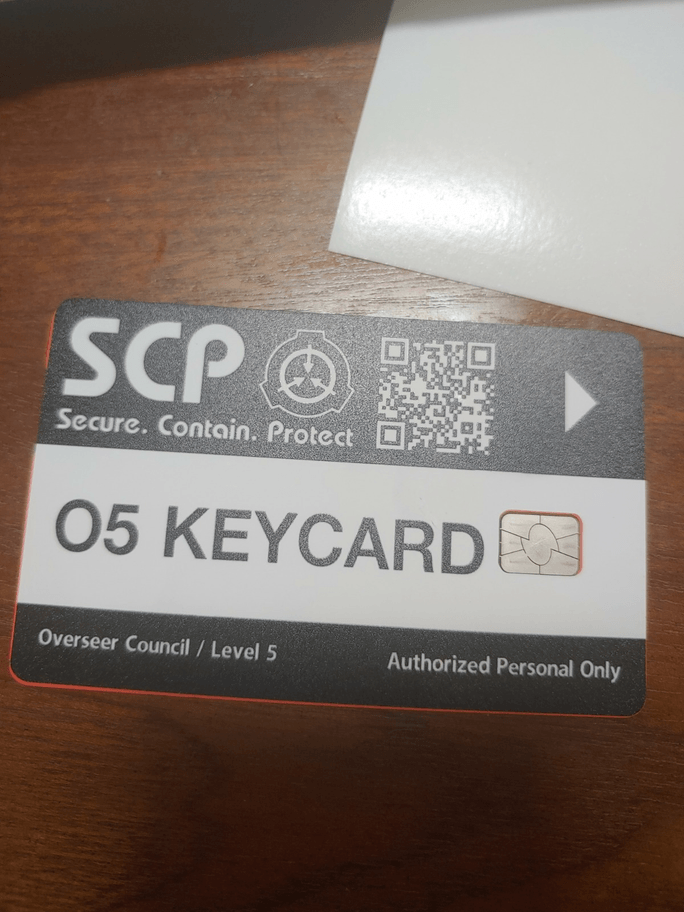 SCP
Secure. Contain. Protect
O5 KEYCARD
Overseer Council / Level 5
Authorized Personal Only